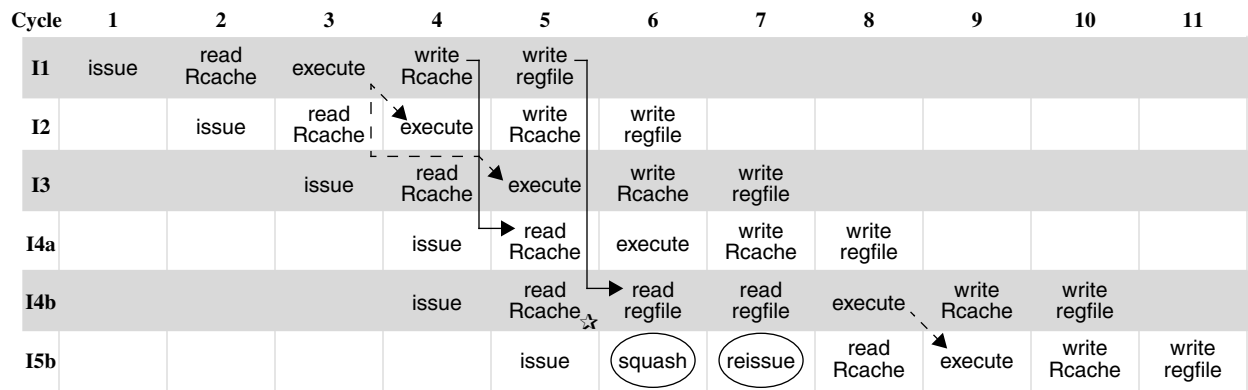 Cycle 1 2 3 4 5 6 7 8 9 10 11
I1 issue read Rcache execute write Rcache write regfile
I2 issue read Rcache execute write Rcache write regfile
I3 issue read Rcache execute write Rcache write regfile
I4a issue read Rcache execute write Rcache write regfile
I4b issue read Rcache read regfile read regfile execute write Rcache write regfile
I5b issue squash reissue read Rcache execute write Rcache write regfile